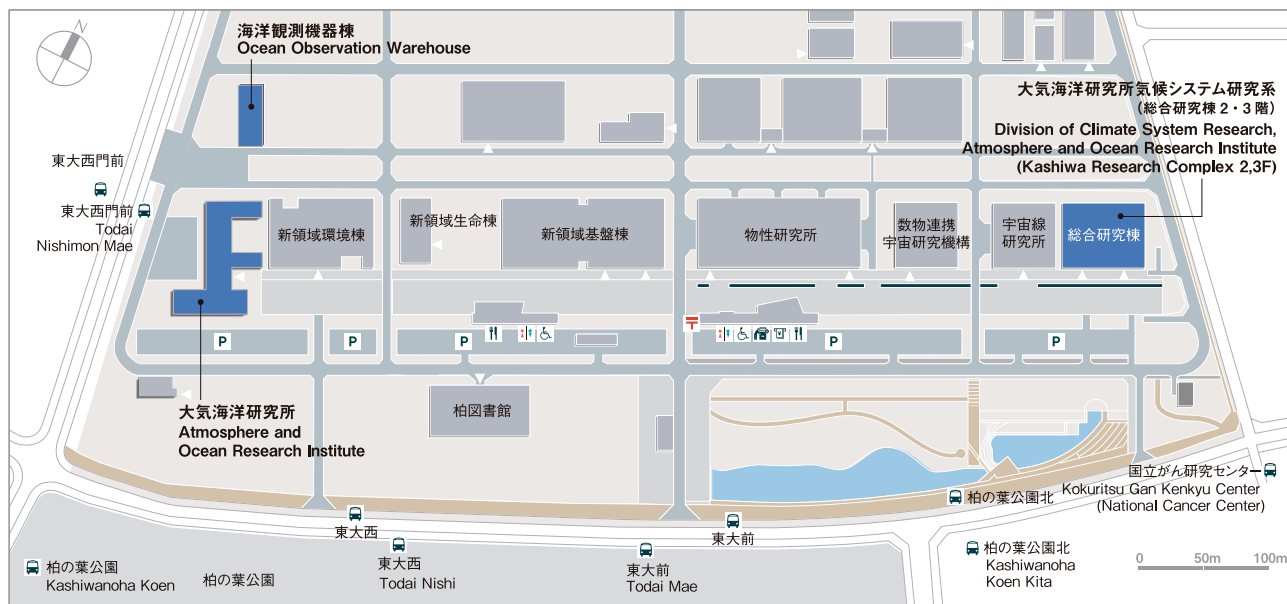 N
海洋観測機器棟
Ocean Observation Warehouse
大気海洋研究所気候システム研究系
(総合研究棟 2・3 階)
Division of Climate System Research,
Atmosphere and Ocean Research Institute
(Kashiwa Research Complex 2,3F)
東大西門前
東大西門前
Todai
Nishimon Mae
新領域環境棟
新領域生命棟
新領域基盤棟
物性研究所
数物連携
宇宙研究機構
宇宙線
研究所
総合研究棟
〒
P
P
P
P
P
大気海洋研究所
Atmosphere and
Ocean Research Institute
柏図書館
国立がん研究センター
Kokuritsu Gan Kenkyu Center
(National Cancer Center)
柏の葉公園北
東大西
東大前
柏の葉公園
Kashiwanoha Koen
柏の葉公園
東大西
Todai Nishi
東大前
Todai Mae
柏の葉公園北
Kashiwanoha
Koen Kita
0 50m 100m